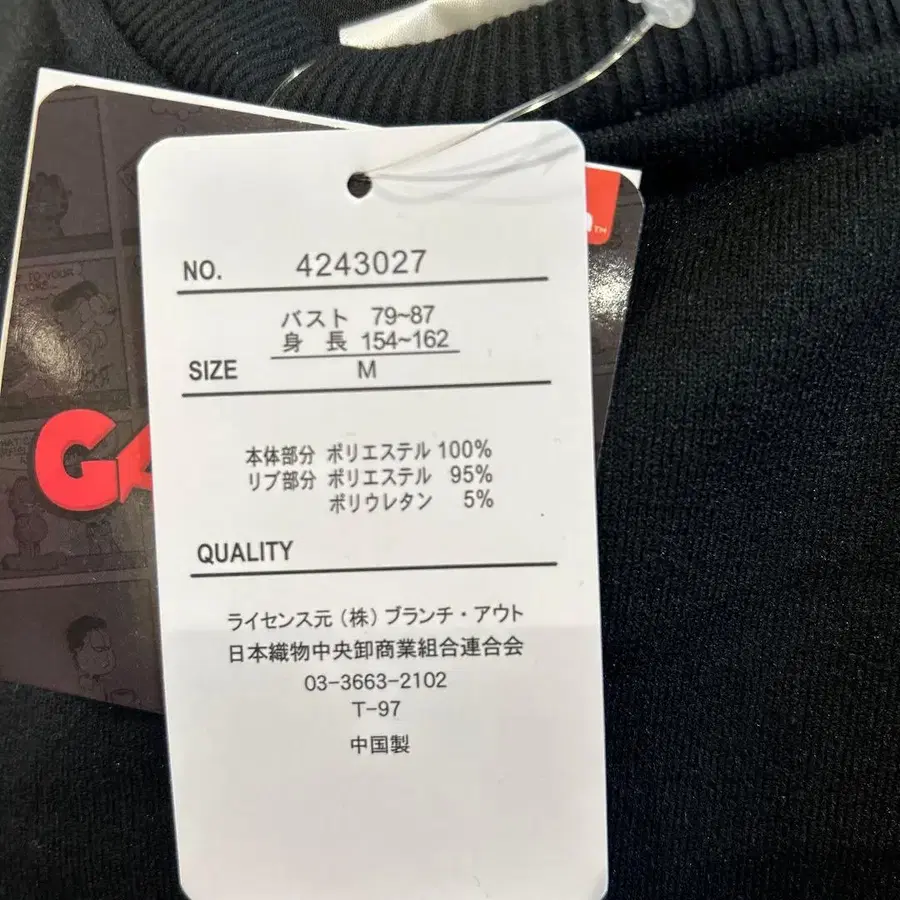 NO. 4243027
バスト 79~87
身 長 154~162
SIZE M
本体部分 ポリエステル 100%
リブ部分 ポリエステル 95%
ポリウレタン 5%
QUALITY
ライセンス元 (株) ブランチ・アウト
日本織物中央卸商業組合連合会
03-3663-2102
T-97
中国製
TO YOUR
GA
TM